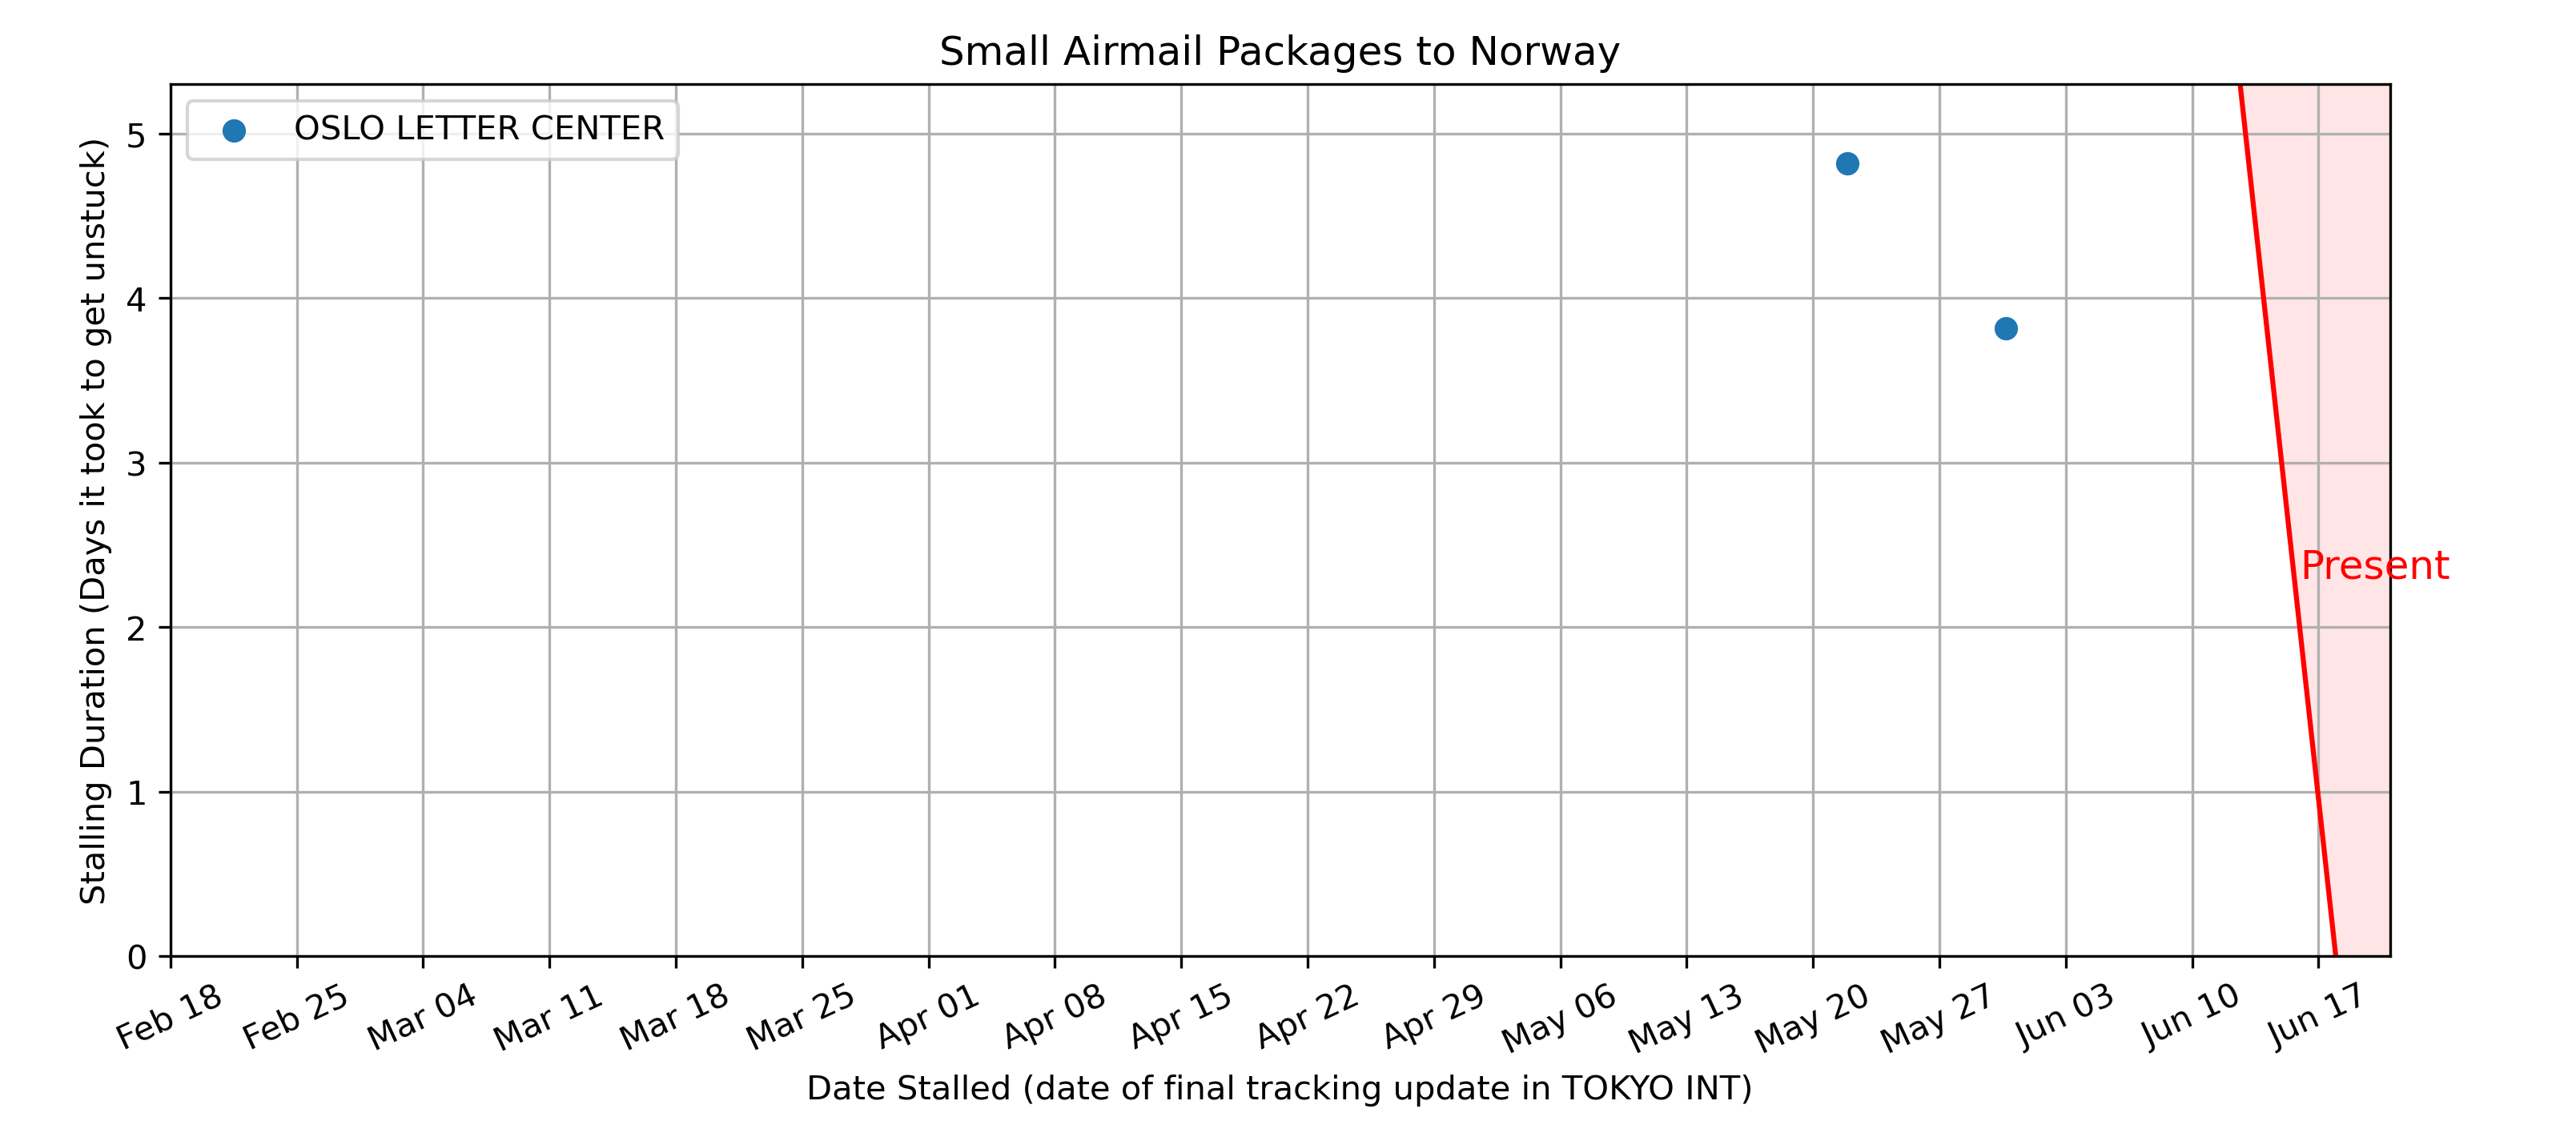 Small Airmail Packages to Norway
OSLO LETTER CENTER
Stalling Duration (Days it took to get unstuck)
5
4
3
2
1
0
Present
Feb 18
Feb 25
Mar 04
Mar 11
Mar 18
Mar 25
Apr 01
Apr 08
Apr 15
Apr 22
Apr 29
May 06
May 13
May 20
May 27
Jun 03
Jun 10
Jun 17
Date Stalled (date of final tracking update in TOKYO INT)